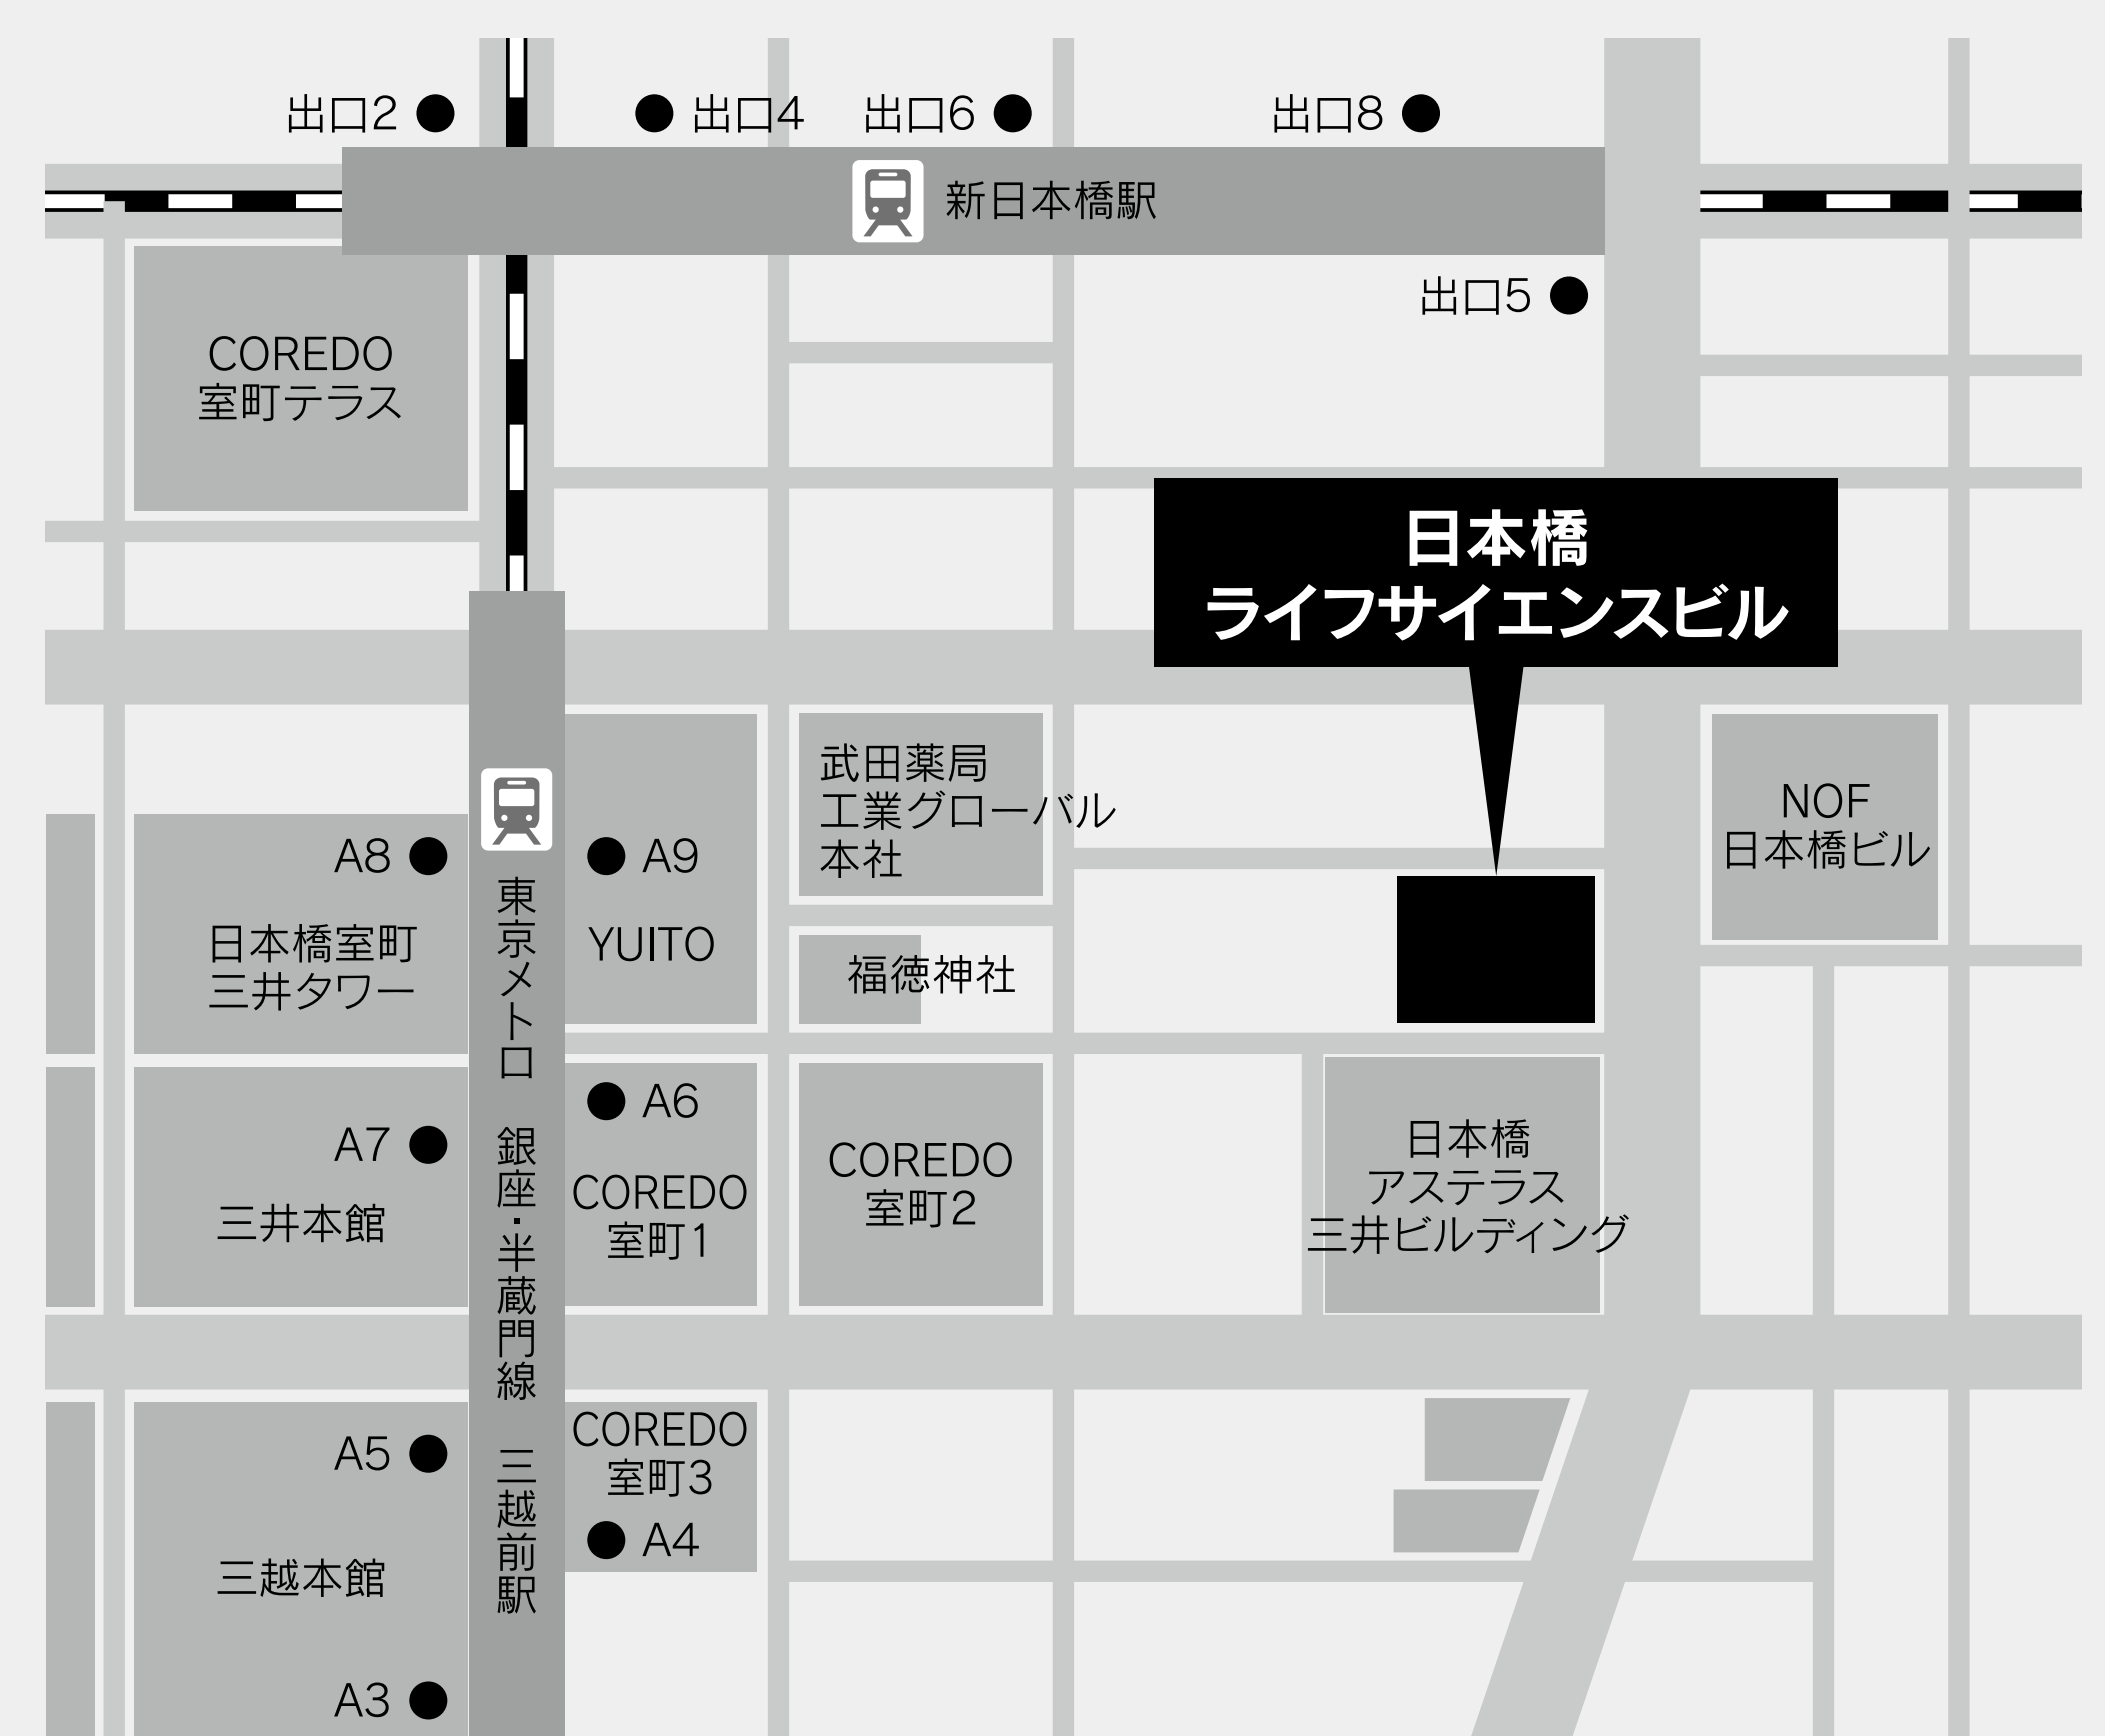 出口2
出口4
出口6
出口8
新日本橋駅
出口5
COREDO
室町テラス
日本橋
ライフサイエンスビル
武田薬局
工業グローバル
本社
NOF
日本橋ビル
A8
A9
日本橋室町
三井タワー
YUITO
福徳神社
東京メトロ 銀座・半蔵門線 三越前駅
A6
A7
三井本館
COREDO
室町1
COREDO
室町2
日本橋
アステラス
三井ビルディング
A5
COREDO
室町3
A4
三越本館
A3